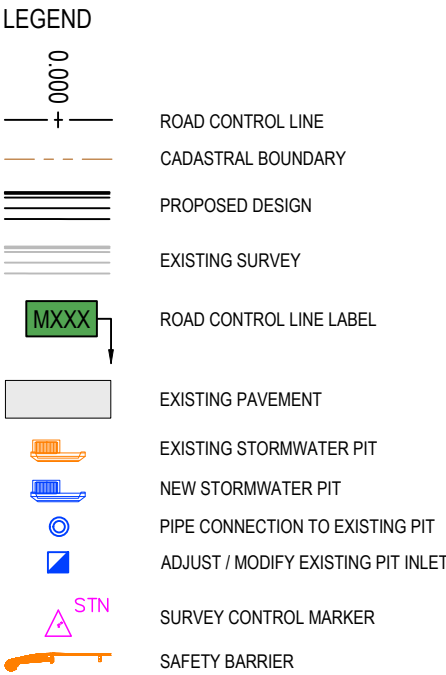 LEGEND
0.000
ROAD CONTROL LINE
CADASTRAL BOUNDARY
PROPOSED DESIGN
EXISTING SURVEY
MXXX ROAD CONTROL LINE LABEL
EXISTING PAVEMENT
EXISTING STORMWATER PIT
NEW STORMWATER PIT
PIPE CONNECTION TO EXISTING PIT
ADJUST / MODIFY EXISTING PIT INLET
STN
SURVEY CONTROL MARKER
SAFETY BARRIER